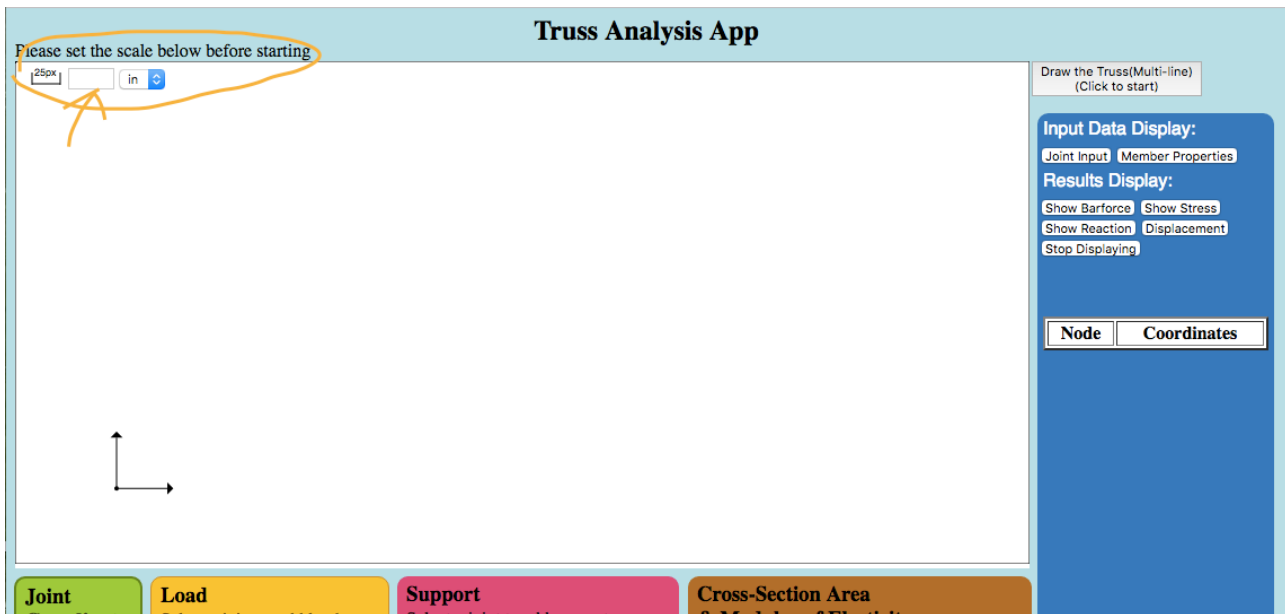 Truss Analysis App
Please set the scale below before starting
25px
in
Draw the Truss(Multi-line)
(Click to start)
Input Data Display:
Joint Input Member Properties
Results Display:
Show Barforce Show Stress
Show Reaction Displacement
Stop Displaying
Node Coordinates
Joint
Load
Support
Cross-Section Area